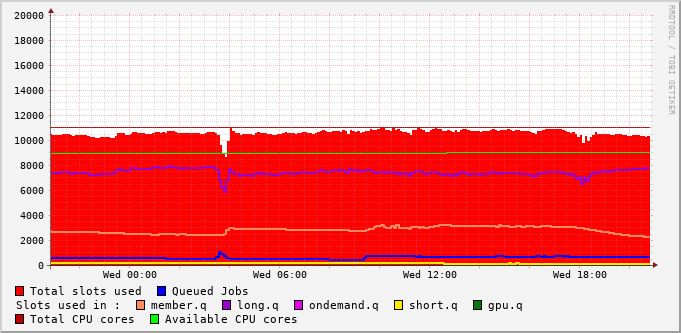 20000
18000
16000
14000
12000
10000
8000
6000
4000
2000
0
Wed 00:00 Wed 06:00 Wed 12:00 Wed 18:00
Total slots used Queued Jobs
Slots used in : member.q long.q ondemand.q short.q gpu.q
Total CPU cores Available CPU cores
RRDTOOL / TOBI OETIKER